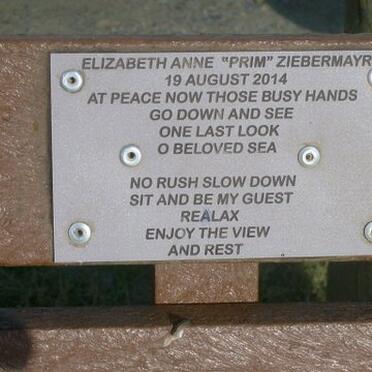 ELIZABETH ANNE "PRIM" ZIEBERMAYR
19 AUGUST 2014
AT PEACE NOW THOSE BUSY HANDS
GO DOWN AND SEE
ONE LAST LOOK
O BELOVED SEA
NO RUSH SLOW DOWN
SIT AND BE MY GUEST
REALAX
ENJOY THE VIEW
AND REST